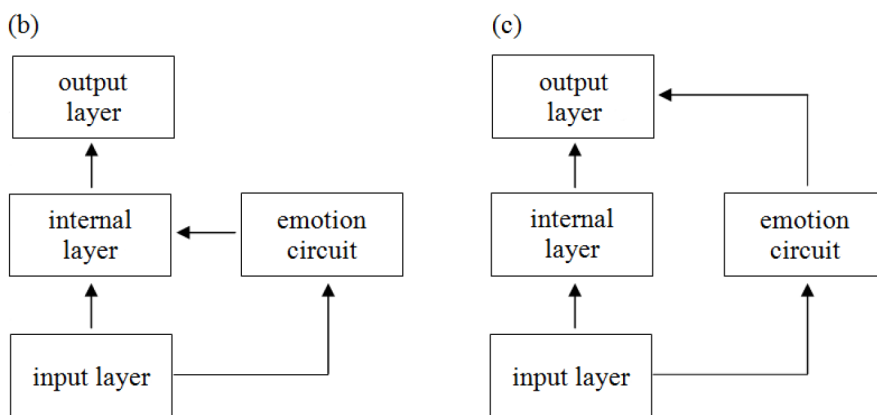 (b)
output
layer
internal
layer
emotion
circuit
input layer
(c)
output
layer
internal
layer
emotion
circuit
input layer